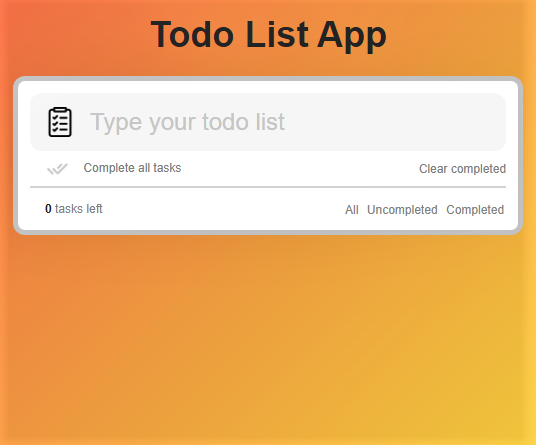 Todo List App
Type your todo list
Complete all tasks Clear completed
0 tasks left All Uncompleted Completed